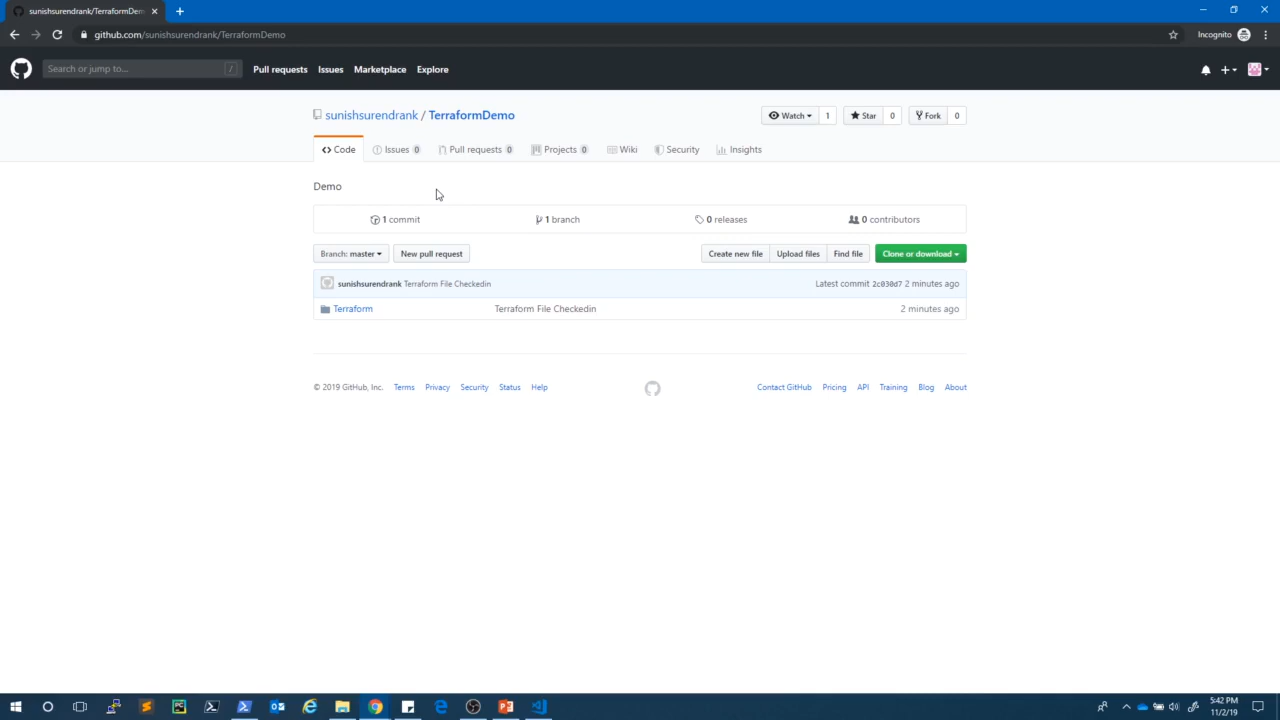 sunishsurendrank/TerraformDem
github.com/sunishsurendrank/TerraformDemo
Incognito
Search or jump to...
/
Pull requests
Issues
Marketplace
Explore
sunishsurendrank / TerraformDemo
Watch
1
Star
0
Fork
0
Code
Issues 0
Pull requests 0
Projects 0
Wiki
Security
Insights
Demo
1 commit
1 branch
0 releases
0 contributors
Branch: master
New pull request
Create new file
Upload files
Find file
Clone or download
sunishsurendrank Terraform File Checkedin
Latest commit 2c030d7 2 minutes ago
Terraform
Terraform File Checkedin
2 minutes ago
© 2019 GitHub, Inc.
Terms
Privacy
Security
Status
Help
Contact GitHub
Pricing
API
Training
Blog
About
5:42 PM
11/2/19